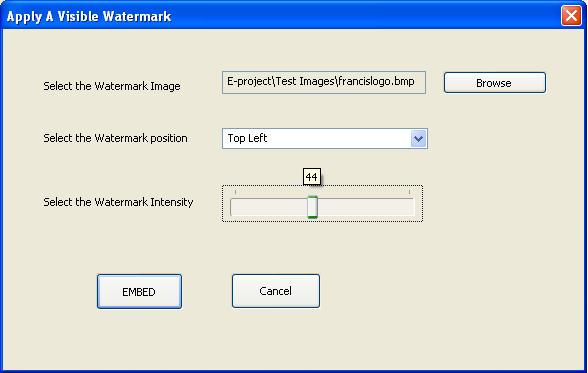 Apply A Visible Watermark
Select the Watermark Image
E-project\Test Images\francislogo.bmp
Browse
Select the Watermark position
Top Left
44
Select the Watermark Intensity
EMBED
Cancel